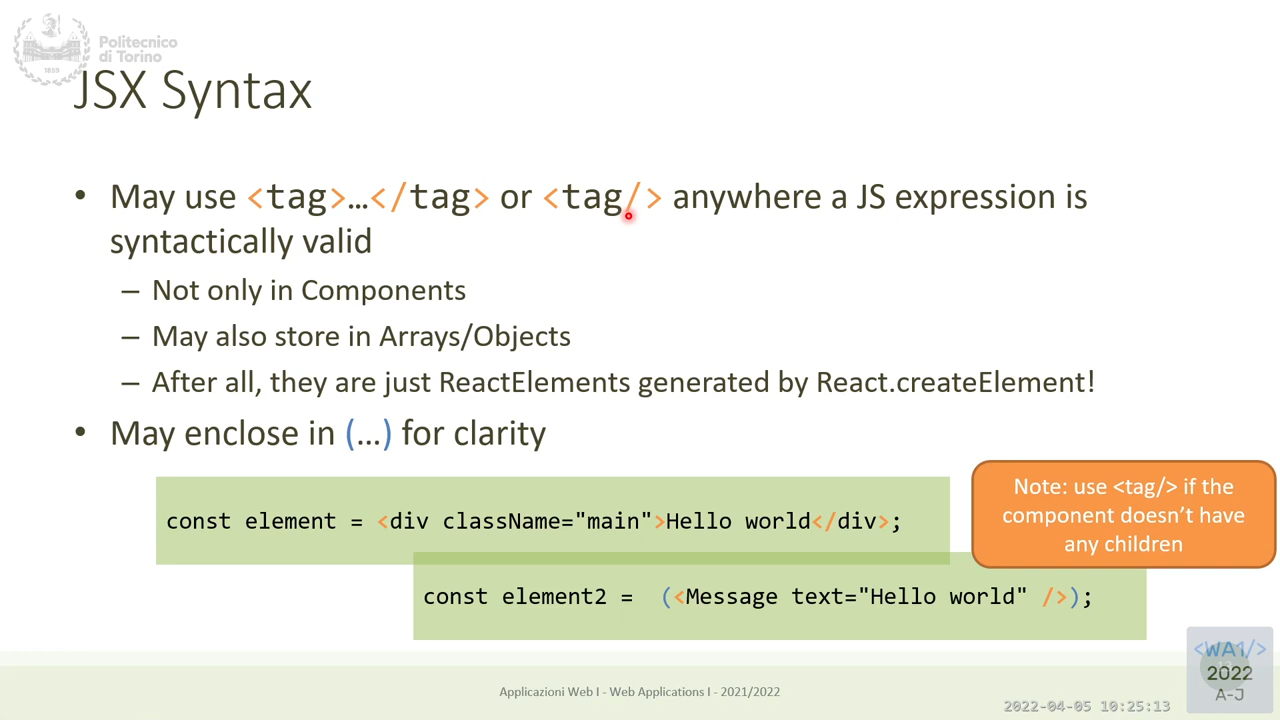 Politecnico
di Torino
1859
JSX Syntax
• May use <tag>…</tag> or <tag/> anywhere a JS expression is
syntactically valid
– Not only in Components
– May also store in Arrays/Objects
– After all, they are just ReactElements generated by React.createElement!
• May enclose in (…) for clarity
const element = <div className="main">Hello world</div>;
Note: use <tag/> if the
component doesn’t have
any children
const element2 =  (<Message text="Hello world" />);
Applicazioni Web I - Web Applications I - 2021/2022
2022-04-05 10:25:13
<WA1/>
2022
A-J